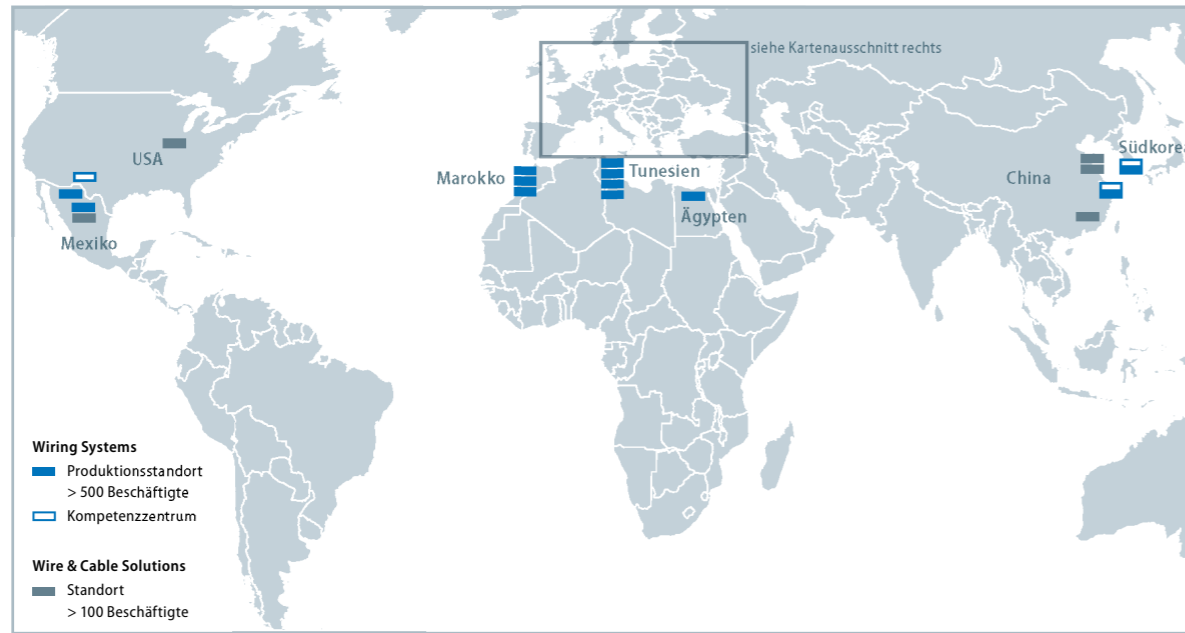 siehe Kartenausschnitt rechts
USA
Südkorea
Marokko
Tunesien
China
Ägypten
Mexiko
Wiring Systems
Produktionsstandort
> 500 Beschäftigte
Kompetenzzentrum
Wire & Cable Solutions
Standort
> 100 Beschäftigte